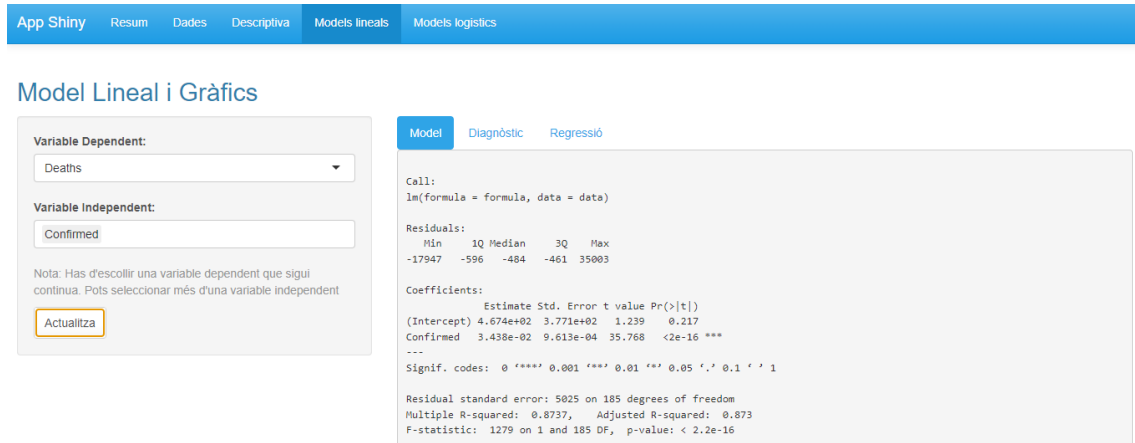 App Shiny Resum Dades Descriptiva Models lineals Models logístics
Model Lineal i Gràfics
Variable Dependent:
Deaths
Variable Independent:
Confirmed
Nota: Has d'escollir una variable dependent que sigui
continua. Pots seleccionar més d'una variable independent
Actualitza
Model Diagnòstic Regressió
Call:
lm(formula = formula, data = data)
Residuals:
Min 1Q Median 3Q Max
-17947 -596 -484 -461 35003
Coefficients:
Estimate Std. Error t value Pr(>|t|)
(Intercept) 4.674e+02 3.771e+02 1.239 0.217
Confirmed 3.438e-02 9.613e-04 35.768 <2e-16 ***
---
Signif. codes: 0 ‘***’ 0.001 ‘**’ 0.01 ‘*’ 0.05 ‘.’ 0.1 ‘ ’ 1
Residual standard error: 5025 on 185 degrees of freedom
Multiple R-squared: 0.8737, Adjusted R-squared: 0.873
F-statistic: 1279 on 1 and 185 DF, p-value: < 2.2e-16